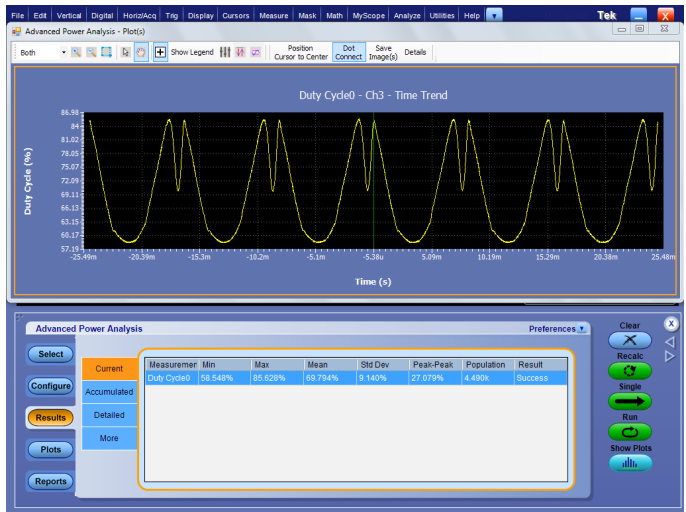 File Edit Vertical Digital Horiz/Acq Trig Display Cursors Measure Mask Math MyScope Analyze Utilities Help Tek X
Advanced Power Analysis - Plot(s)
Both Show Legend Position Cursor to Center Dot Connect Save Image(s) Details
Duty Cycle0 - Ch3 - Time Trend
Duty Cycle (%)
86.98
84
81.02
78.05
75.07
72.09
69.11
66.13
63.15
60.17
57.19
-25.49m -20.39m -15.3m -10.2m -5.1m -5.38u 5.09m 10.19m 15.29m 20.38m 25.48m
Time (s)
Advanced Power Analysis Preferences Clear X
Select
Configure
Results
Plots
Reports
Current
Accumulated
Detailed
More
Measuremer Min Max Mean Std Dev Peak-Peak Population Result
Duty Cycle0 58.548% 85.628% 69.794% 9.140% 27.079% 4.490k Success
Recalc
Single
Run
Show Plots